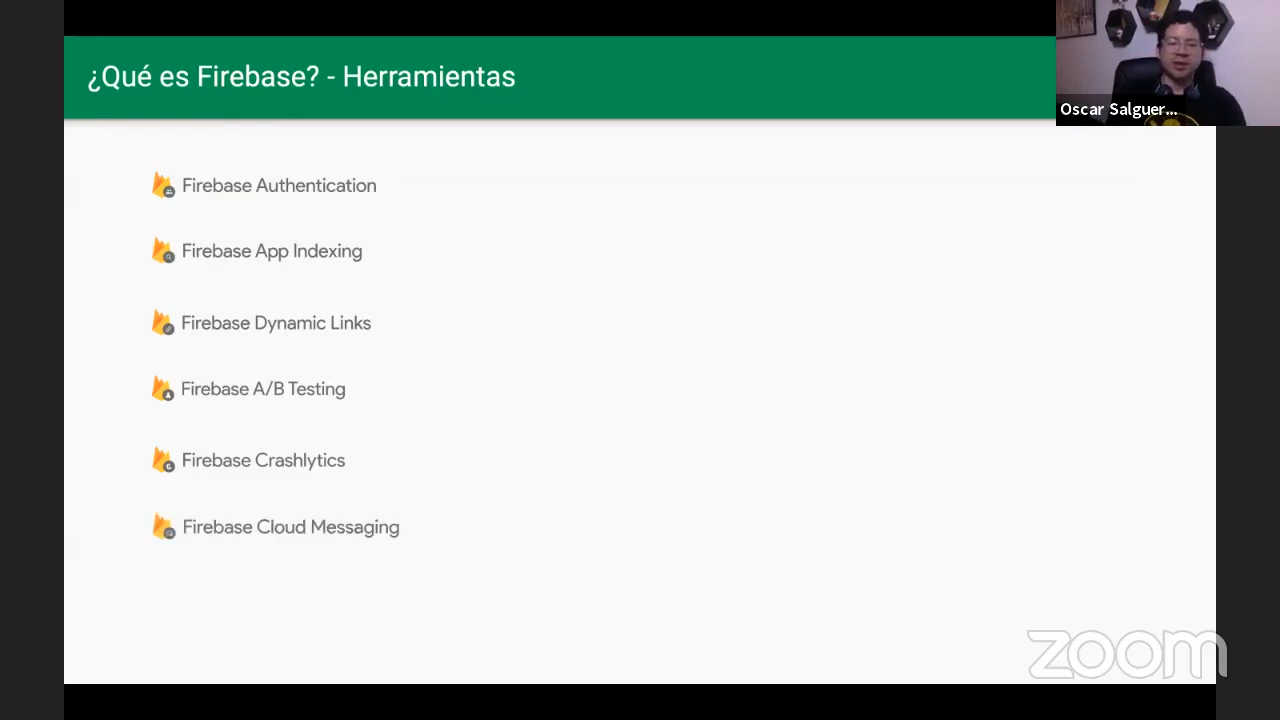 ¿Qué es Firebase? - Herramientas
Oscar Salguer...
Firebase Authentication
Firebase App Indexing
Firebase Dynamic Links
Firebase A/B Testing
Firebase Crashlytics
Firebase Cloud Messaging
zoom